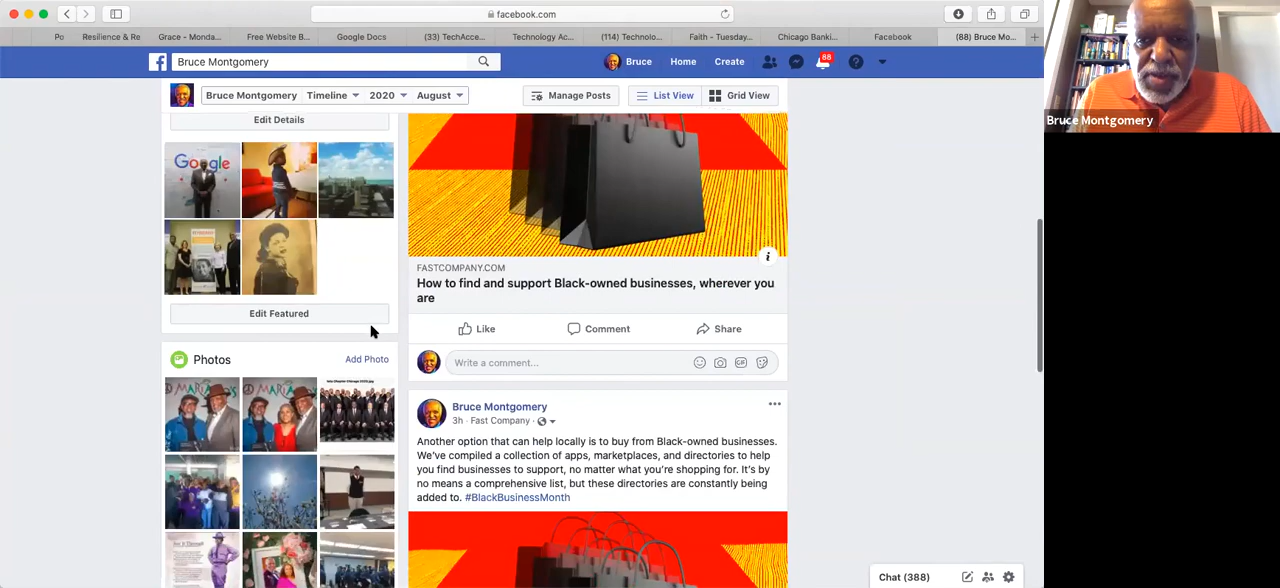 facebook.com
Po
Resilience & Re
Grace - Monda...
Free Website B...
Google Docs
(33) TechAcce...
Technology Ac...
(114) Technolo...
Faith - Tuesday...
Chicago Banki...
Facebook
(88) Bruce Mo...
Bruce Montgomery
Bruce
Home
Create
88
Bruce Montgomery
Bruce Montgomery
Timeline
2020
August
Manage Posts
List View
Grid View
Edit Details
Google
Edit Featured
Photos
Add Photo
FASTCOMPANY.COM
How to find and support Black-owned businesses, wherever you
are
Like
Comment
Share
Write a comment...
GIF
Bruce Montgomery
3h · Fast Company ·
Another option that can help locally is to buy from Black-owned businesses.
We've compiled a collection of apps, marketplaces, and directories to help
you find businesses to support, no matter what you're shopping for. It's by
no means a comprehensive list, but these directories are constantly being
added to. #BlackBusinessMonth
Chat (388)